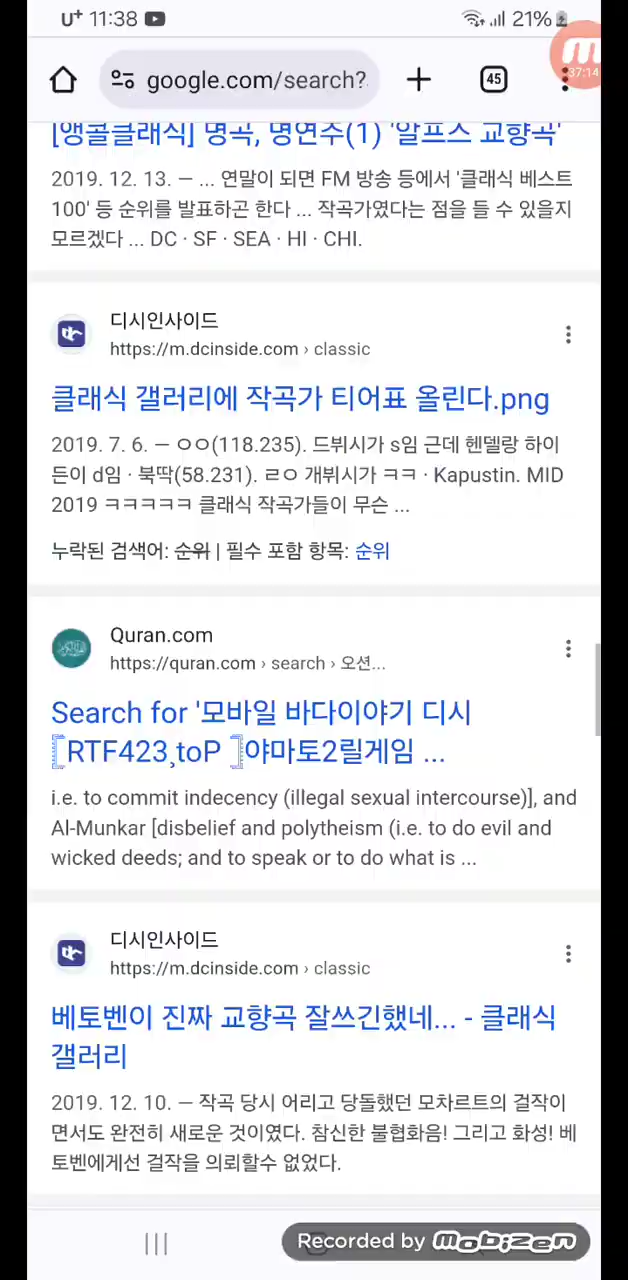 U+ 11:38
21%
google.com/search?
45
37:14
[앵콜클래식] 명곡, 명연주(1) '알프스 교향곡'
2019. 12. 13. — ... 연말이 되면 FM 방송 등에서 '클래식 베스트
100' 등 순위를 발표하곤 한다 ... 작곡가였다는 점을 들 수 있을지
모르겠다 ... DC · SF · SEA · HI · CHI.
디시인사이드
https://m.dcinside.com › classic
클래식 갤러리에 작곡가 티어표 올린다.png
2019. 7. 6. — ㅇㅇ(118.235). 드뷔시가 s임 근데 헨델랑 하이
든이 d임 · 북딱(58.231). ㄹㅇ 개뷔시가 ㅋㅋ · Kapustin. MID
2019 ㅋㅋㅋㅋㅋ 클래식 작곡가들이 무슨 ...
누락된 검색어: 순위 | 필수 포함 항목: 순위
Quran.com
https://quran.com › search › 오션...
Search for '모바일 바다이야기 디시
〖RTF423¸toP 〗야마토2릴게임 ...
i.e. to commit indecency (illegal sexual intercourse)], and
Al-Munkar [disbelief and polytheism (i.e. to do evil and
wicked deeds; and to speak or to do what is ...
디시인사이드
https://m.dcinside.com › classic
베토벤이 진짜 교향곡 잘쓰긴했네... - 클래식
갤러리
2019. 12. 10. — 작곡 당시 어리고 당돌했던 모차르트의 걸작이
면서도 완전히 새로운 것이였다. 참신한 불협화음! 그리고 화성! 베
토벤에게선 걸작을 의뢰할수 없었다.
Recorded by mobizen